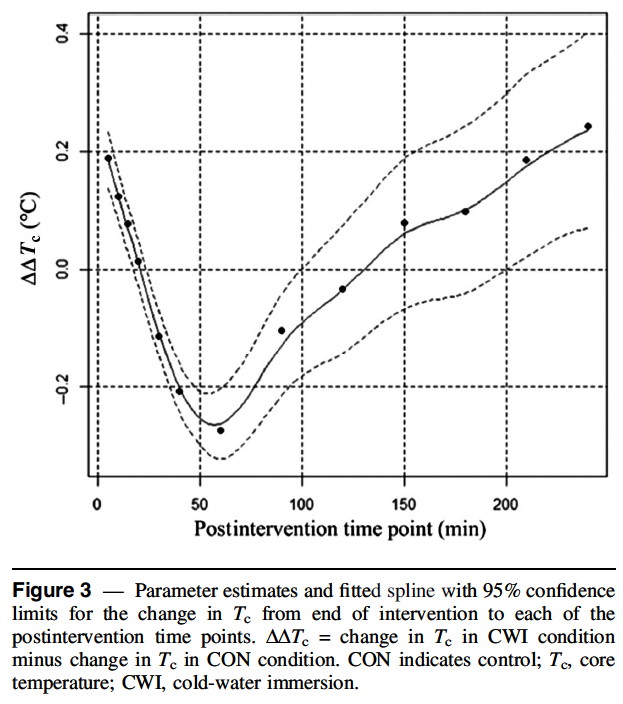 0.4
0.2
0.0
−0.2
ΔΔTc (°C)
0
50
100
150
200
Postintervention time point (min)
Figure 3 — Parameter estimates and fitted spline with 95% confidence
limits for the change in Tc from end of intervention to each of the
postintervention time points. ΔΔTc = change in Tc in CWI condition
minus change in Tc in CON condition. CON indicates control; Tc, core
temperature; CWI, cold-water immersion.